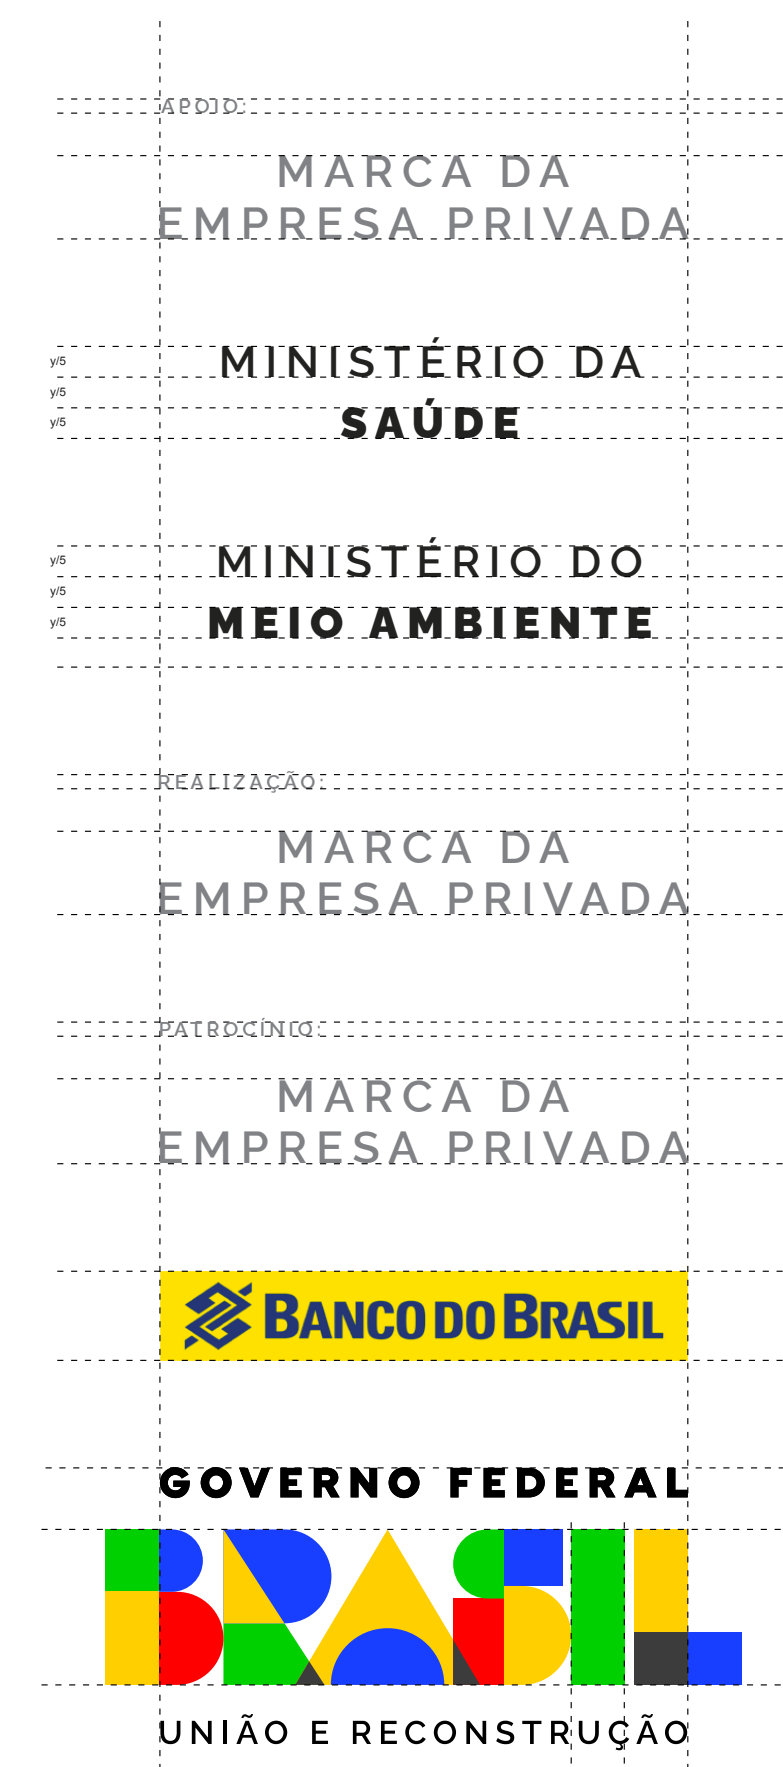 APOIO:
MARCA DA
EMPRESA PRIVADA
y/5
MINISTÉRIO DA
y/5
y/5
SAÚDE
y/5
MINISTÉRIO DO
y/5
y/5
MEIO AMBIENTE
REALIZAÇÃO:
MARCA DA
EMPRESA PRIVADA
PATROCÍNIO:
MARCA DA
EMPRESA PRIVADA
BANCO DO BRASIL
GOVERNO FEDERAL
BRASIL
UNIÃO E RECONSTRUÇÃO